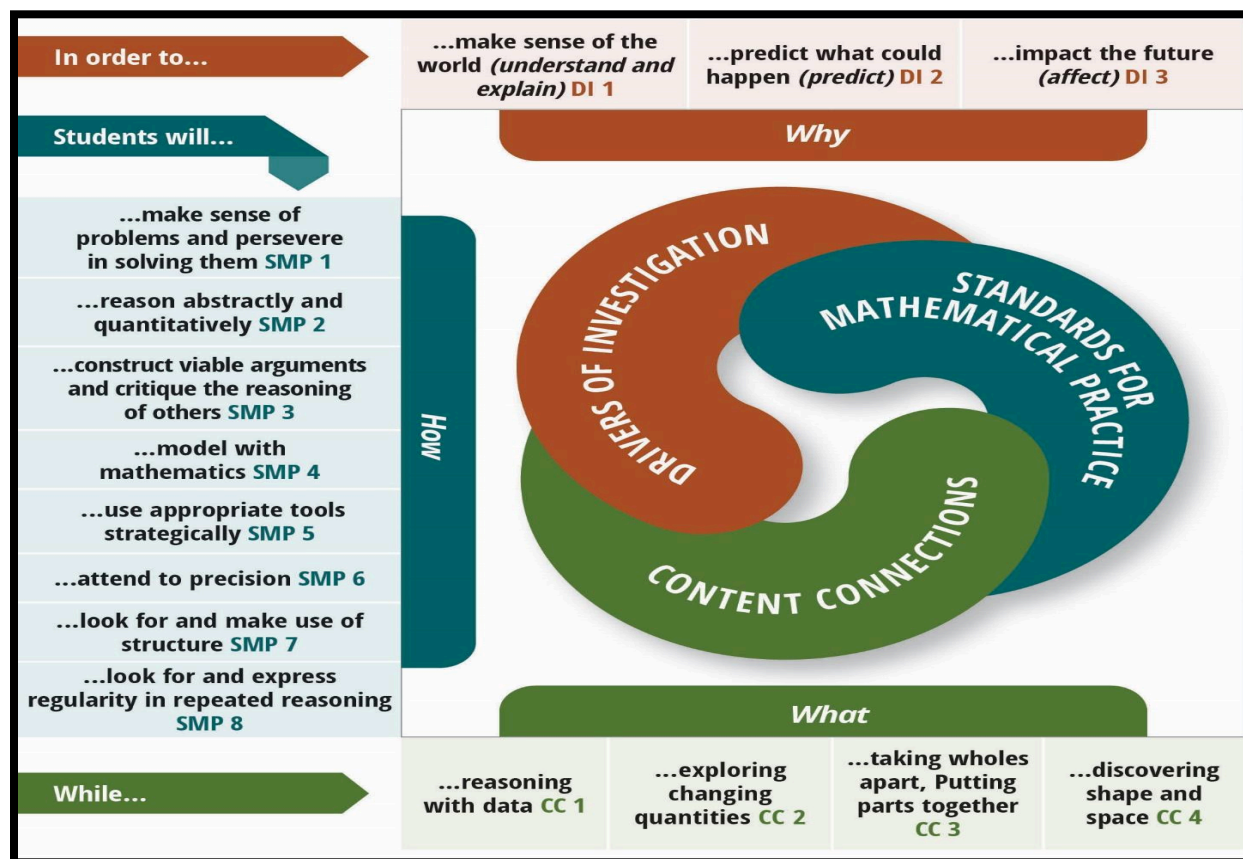 In order to...
...make sense of the
world (understand and
explain) DI 1
...predict what could
happen (predict) DI 2
...impact the future
(affect) DI 3
Students will...
Why
...make sense of
problems and persevere
in solving them SMP 1
...reason abstractly and
quantitatively SMP 2
...construct viable arguments
and critique the reasoning
of others SMP 3
...model with
mathematics SMP 4
...use appropriate tools
strategically SMP 5
...attend to precision SMP 6
...look for and make use of
structure SMP 7
...look for and express
regularity in repeated reasoning
SMP 8
How
DRIVERS OF INVESTIGATION
STANDARDS FOR
MATHEMATICAL PRACTICE
CONTENT CONNECTIONS
What
While...
...reasoning
with data CC 1
...exploring
changing
quantities CC 2
...taking wholes
apart, Putting
parts together
CC 3
...discovering
shape and
space CC 4